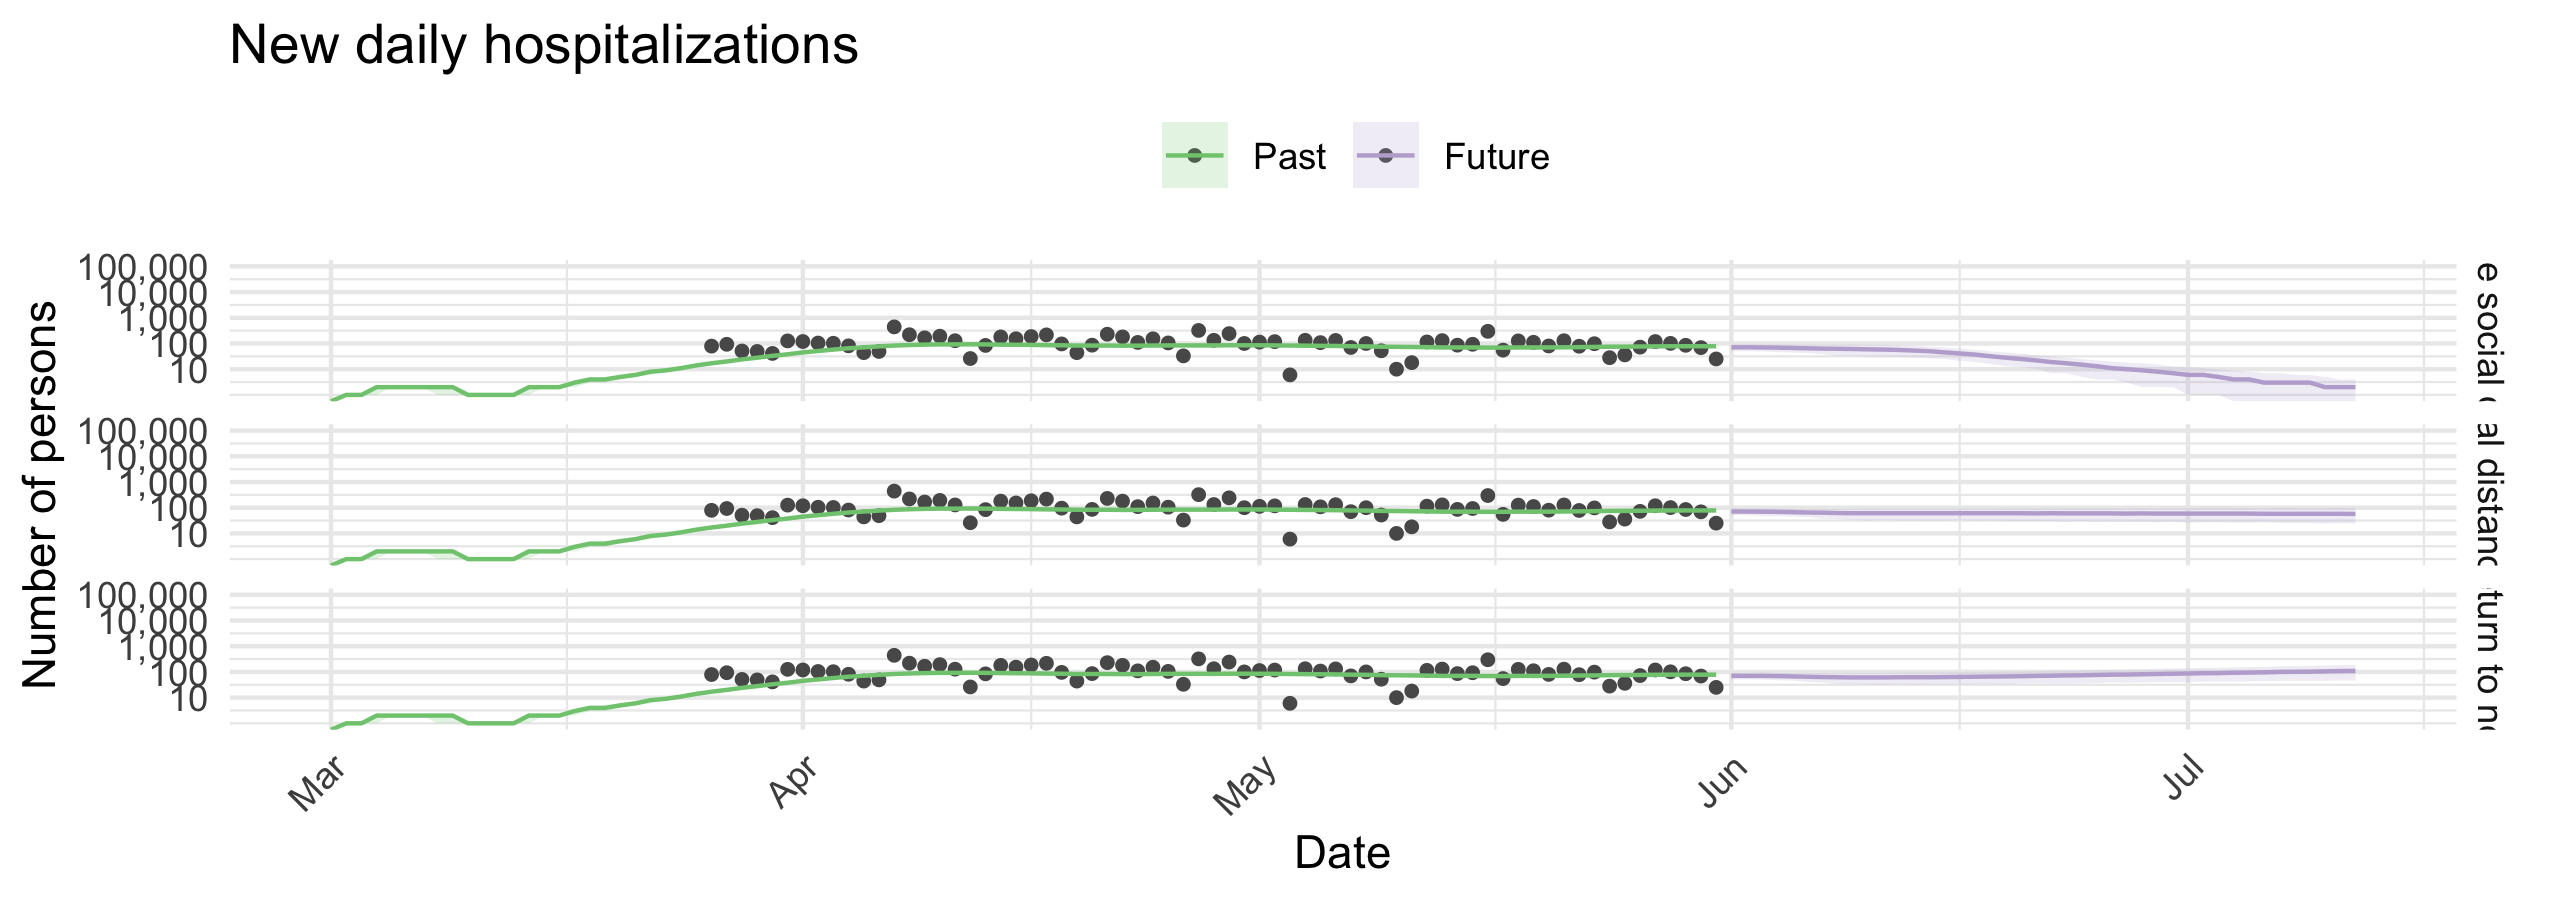 New daily hospitalizations
Past
Future
Number of persons
100,000
10,000
1,000
100
10
e social
100,000
10,000
1,000
100
10
al distanc
100,000
10,000
1,000
100
10
turn to
Mar
Apr
May
Jun
Jul
Date